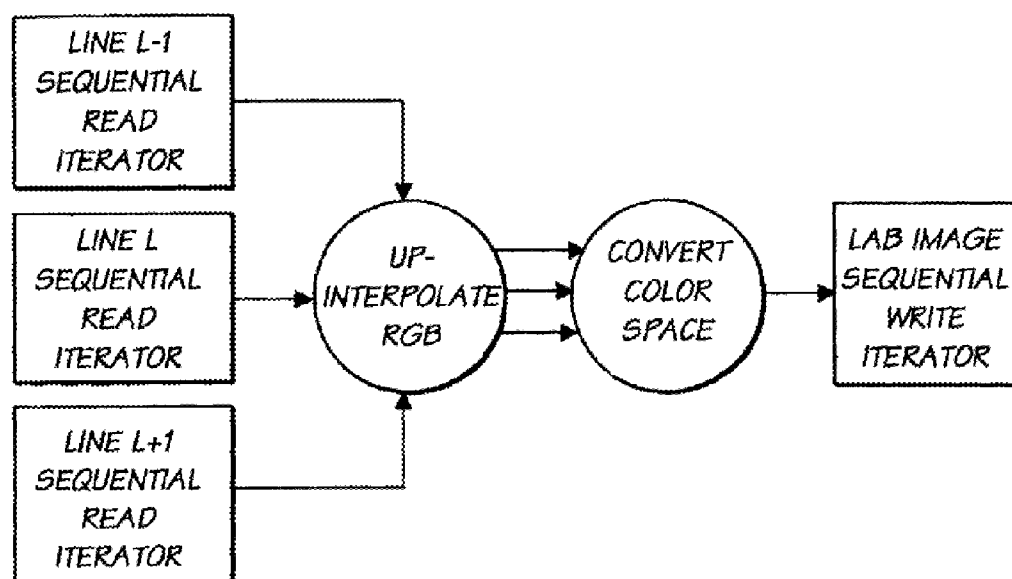 LINE L-1
SEQUENTIAL
READ
ITERATOR
LINE L
SEQUENTIAL
READ
ITERATOR
LINE L+1
SEQUENTIAL
READ
ITERATOR
UP-
INTERPOLATE
RGB
CONVERT
COLOR
SPACE
LAB IMAGE
SEQUENTIAL
WRITE
ITERATOR